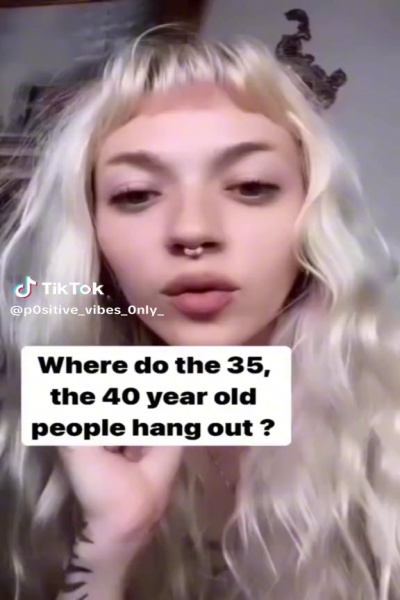 TikTok
@p0sitive_vibes_0nly_
Where do the 35,
the 40 year old
people hang out ?